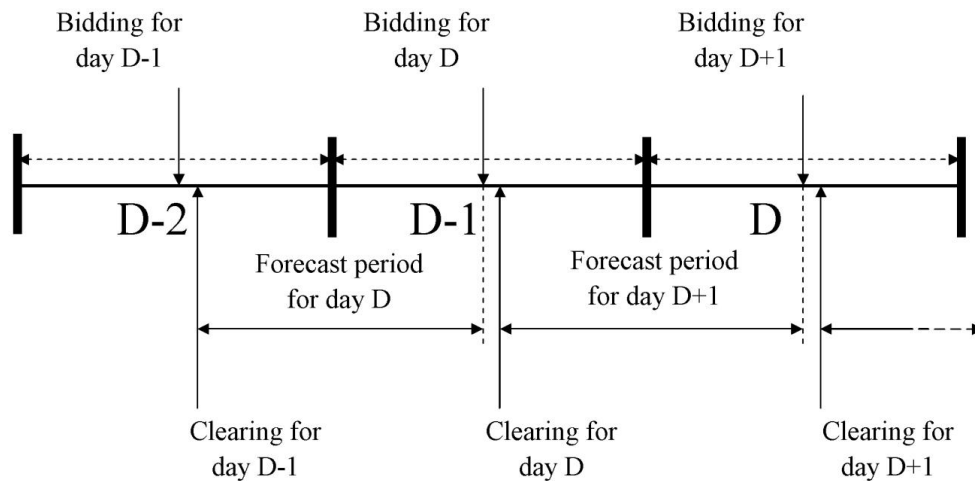 Bidding for
day D-1
Bidding for
day D
Bidding for
day D+1
D-2
D-1
D
Forecast period
for day D
Forecast period
for day D+1
Clearing for
day D-1
Clearing for
day D
Clearing for
day D+1